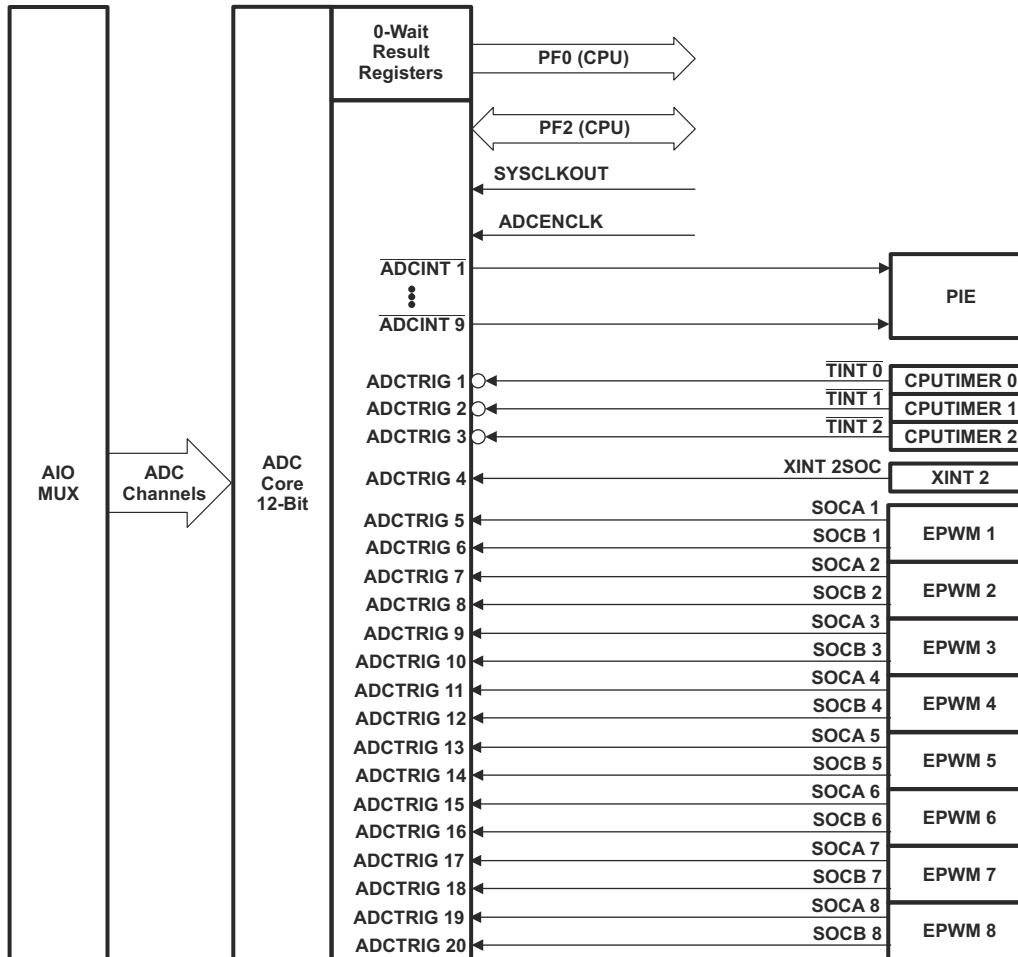 0-Wait
Result
Registers
PF0 (CPU)
PF2 (CPU)
SYSCLKOUT
ADCENCLK
ADCINT 1
ADCINT 9
PIE
AIO
MUX
ADC
Channels
ADC
Core
12-Bit
ADCTRIG 1
TINT 0
CPUTIMER 0
ADCTRIG 2
TINT 1
CPUTIMER 1
ADCTRIG 3
TINT 2
CPUTIMER 2
ADCTRIG 4
XINT 2SOC
XINT 2
ADCTRIG 5
SOCA 1
EPWM 1
ADCTRIG 6
SOCB 1
ADCTRIG 7
SOCA 2
EPWM 2
ADCTRIG 8
SOCB 2
ADCTRIG 9
SOCA 3
EPWM 3
ADCTRIG 10
SOCB 3
ADCTRIG 11
SOCA 4
EPWM 4
ADCTRIG 12
SOCB 4
ADCTRIG 13
SOCA 5
EPWM 5
ADCTRIG 14
SOCB 5
ADCTRIG 15
SOCA 6
EPWM 6
ADCTRIG 16
SOCB 6
ADCTRIG 17
SOCA 7
EPWM 7
ADCTRIG 18
SOCB 7
ADCTRIG 19
SOCA 8
EPWM 8
ADCTRIG 20
SOCB 8